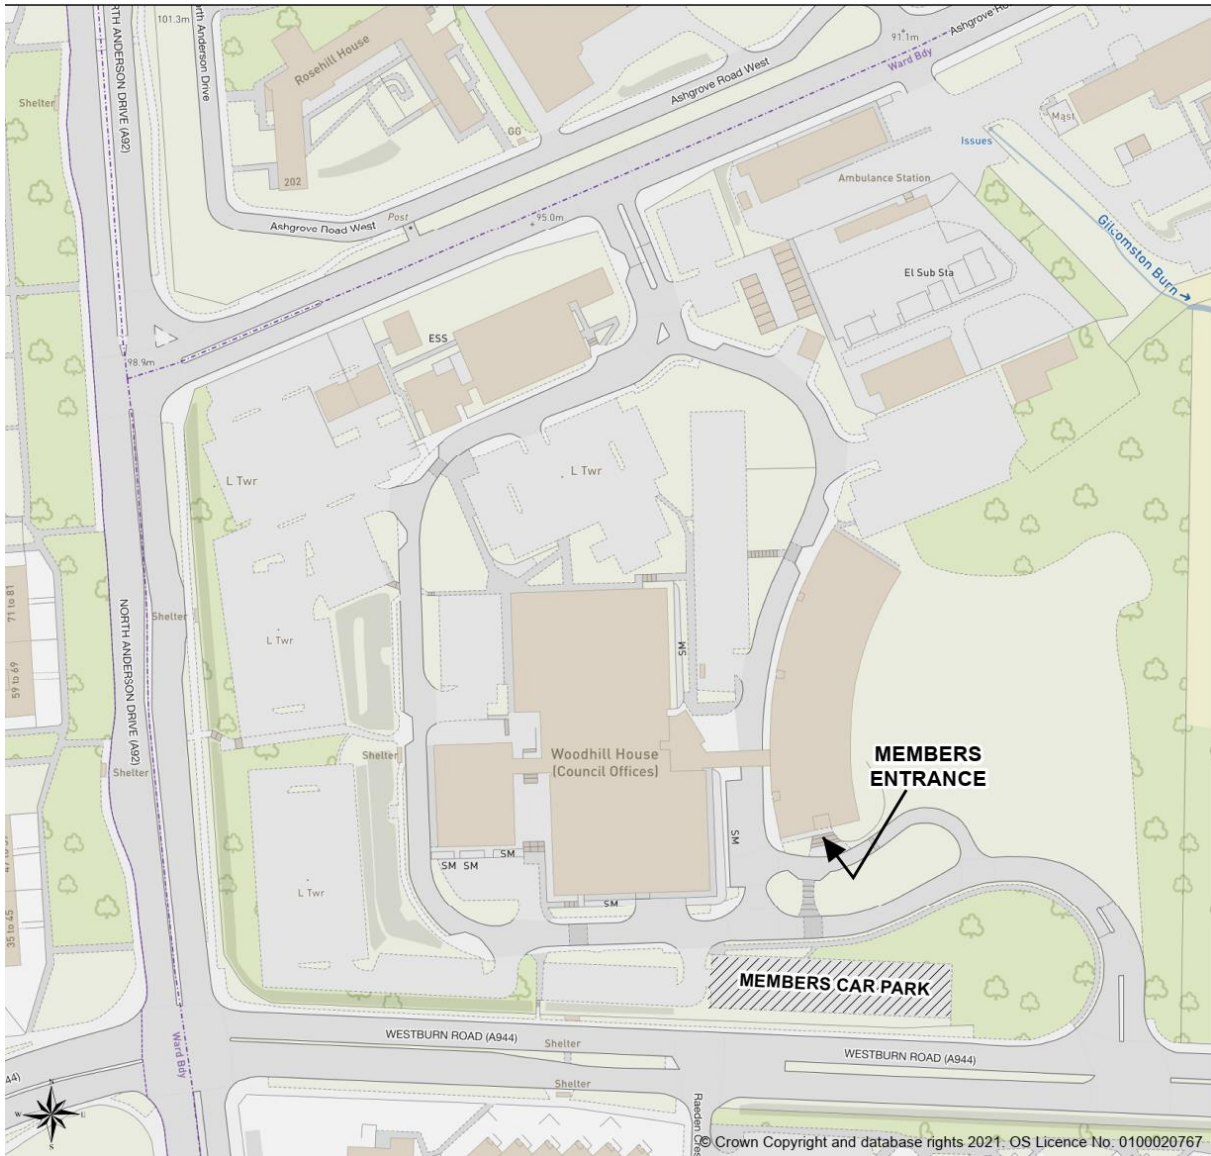 101.3m
NORTH ANDERSON DRIVE (A92)
North Anderson Drive
Rosehill House
Shelter
GG
202
Ashgrove Road West
Ashgrove Road West
91.1m
Ward Bdy
Mast
Issues
Ambulance Station
Gilcomston Burn
Post
95.0m
El Sub Sta
ESS
98.9m
L Twr
L Twr
71 to 81
59 to 69
NORTH ANDERSON DRIVE (A92)
Shelter
L Twr
SM
Shelter
Shelter
Woodhill House
(Council Offices)
MEMBERS
ENTRANCE
SM
SM
SM SM
L Twr
SM
35 to 45
MEMBERS CAR PARK
WESTBURN ROAD (A944)
WESTBURN ROAD (A944)
Ward Bdy
Shelter
Shelter
44)
N
W E
S
© Crown Copyright and database rights 2021. OS Licence No. 0100020767